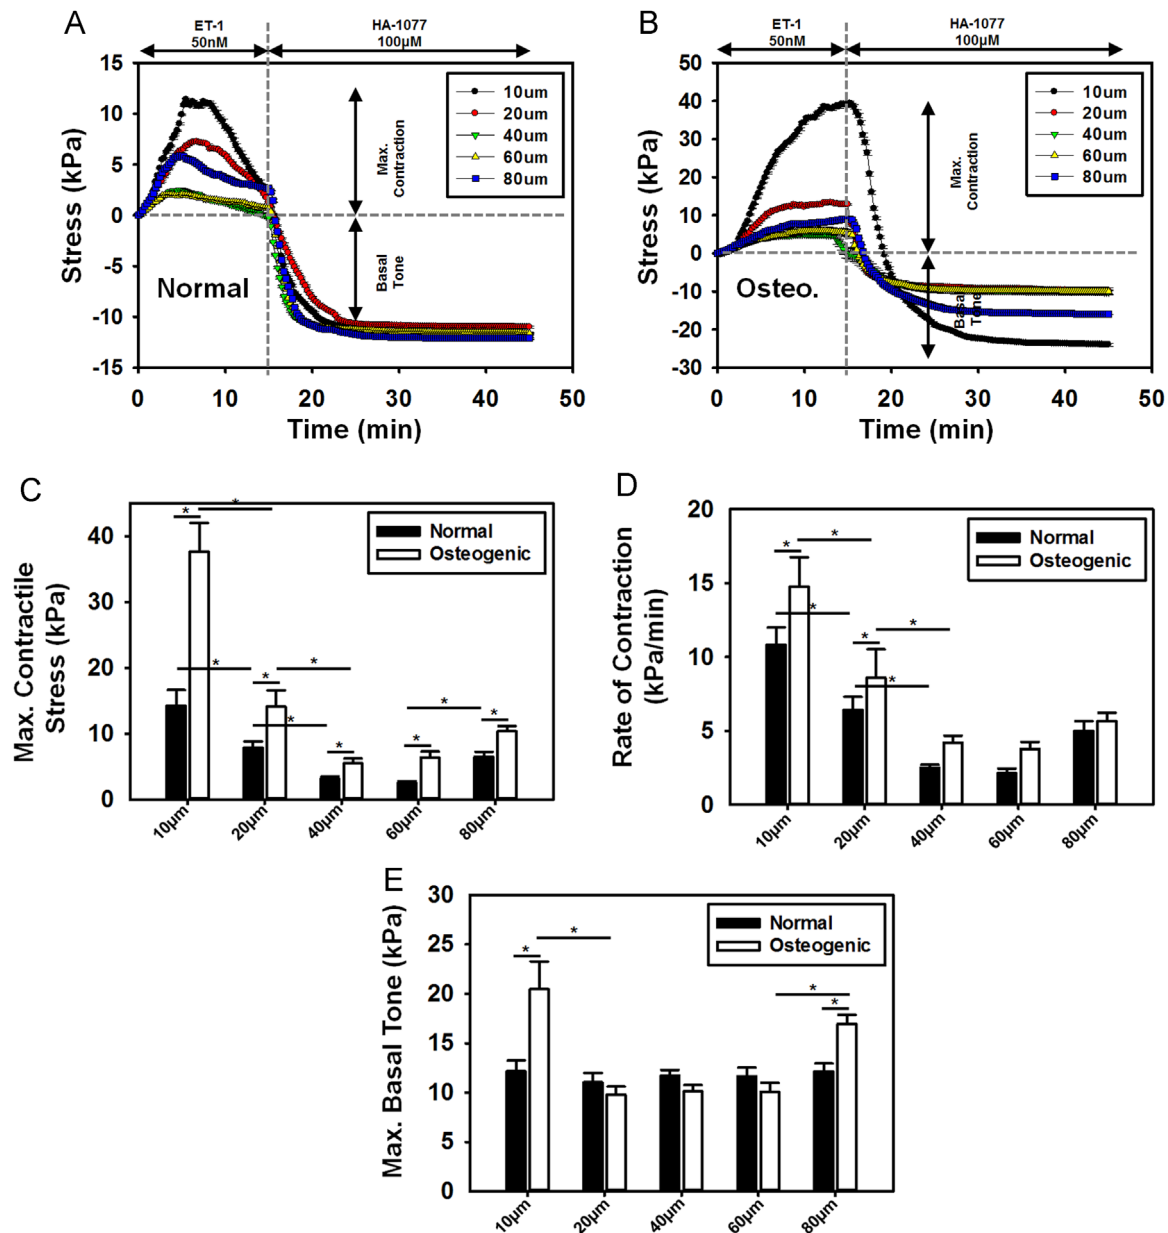 A
ET-1
50nM
HA-1077
100µM
15
10
5
0
-5
-10
-15
Stress (kPa)
10um
20um
40um
60um
80um
Max.
Contraction
Basal
Tone
Normal
0
10
20
30
40
50
Time (min)
B
ET-1
50nM
HA-1077
100µM
50
40
30
20
10
0
-10
-20
-30
Stress (kPa)
10um
20um
40um
60um
80um
Max.
Contraction
Basal
Tone
Osteo.
0
10
20
30
40
50
Time (min)
C
Max. Contractile
Stress (kPa)
40
30
20
10
0
Normal
Osteogenic
*
*
*
*
*
*
*
*
*
*
10µm
20µm
40µm
60µm
80µm
D
Rate of Contraction
(kPa/min)
20
15
10
5
0
Normal
Osteogenic
*
*
*
*
*
*
10µm
20µm
40µm
60µm
80µm
E
Max. Basal Tone (kPa)
30
25
20
15
10
5
0
Normal
Osteogenic
*
*
*
*
10µm
20µm
40µm
60µm
80µm